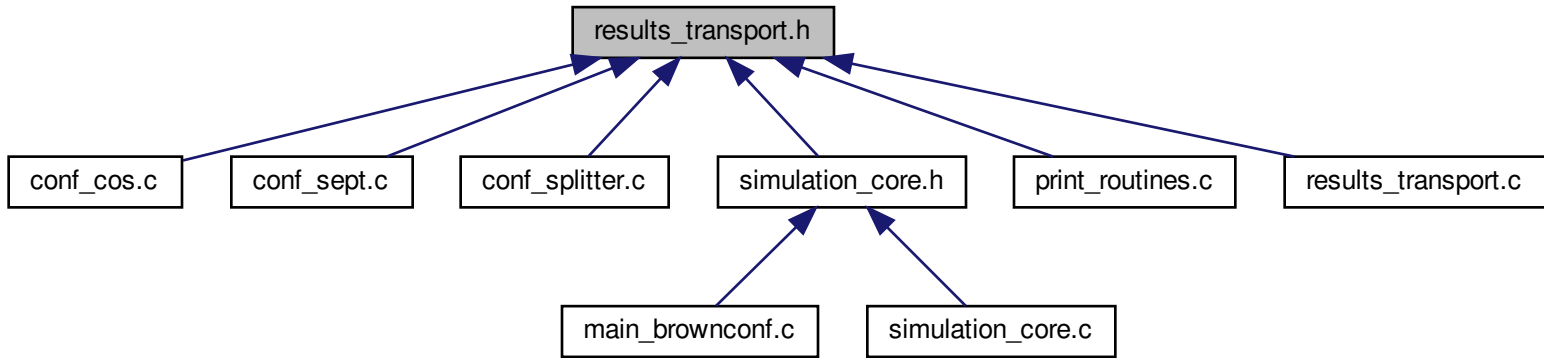 results_transport.h
conf_cos.c
conf_sept.c
conf_splitter.c
simulation_core.h
print_routines.c
results_transport.c
main_brownconf.c
simulation_core.c